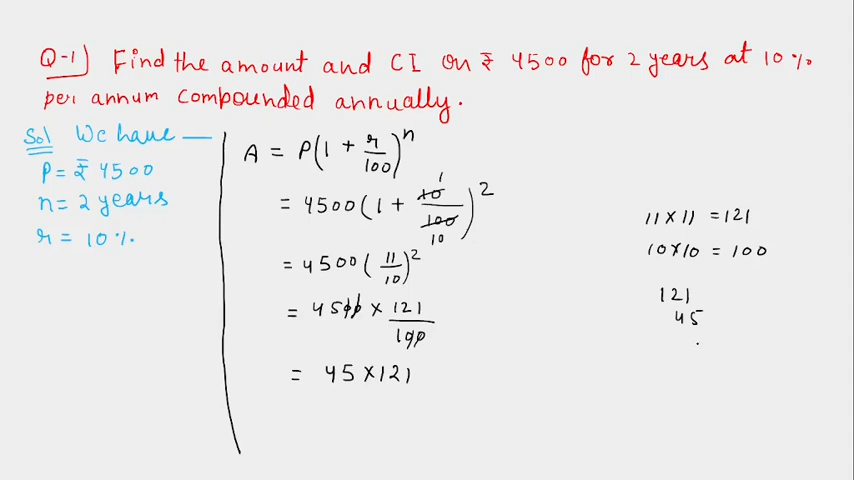 Q-1) Find the amount and CI on ₹ 4500 for 2 years at 10%
per annum compounded annually.
Sol We have —
P = ₹ 4500
n = 2 years
r = 10%
A = P(1 + r/100)^n
= 4500(1 + 10/100)^2
1
10
= 4500(11/10)^2
= 4500 × 121/100
= 45×121
11×11 = 121
10×10 = 100
121
45